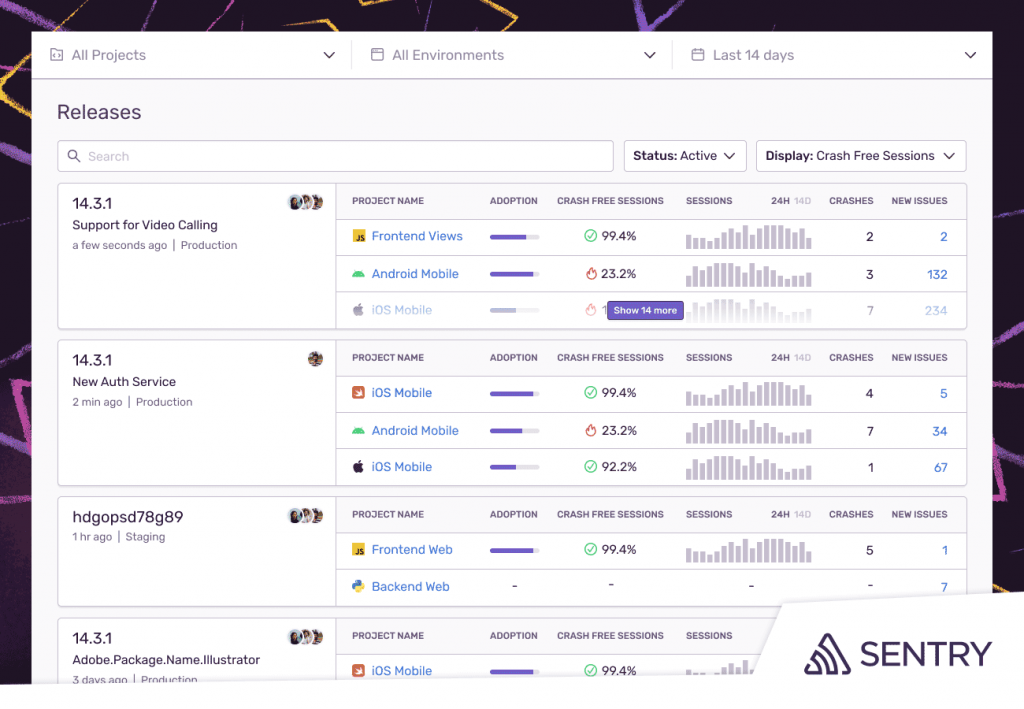 All Projects All Environments Last 14 days
Releases
Search Status: Active Display: Crash Free Sessions
14.3.1
Support for Video Calling
a few seconds ago | Production
PROJECT NAME ADOPTION CRASH FREE SESSIONS SESSIONS 24H 14D CRASHES NEW ISSUES
JS Frontend Views 99.4% 2 2
Android Mobile 23.2% 3 132
iOS Mobile 1 Show 14 more 7 234
14.3.1
New Auth Service
2 min ago | Production
PROJECT NAME ADOPTION CRASH FREE SESSIONS SESSIONS 24H 14D CRASHES NEW ISSUES
iOS Mobile 99.4% 4 5
Android Mobile 23.2% 7 34
iOS Mobile 92.2% 1 67
hdgopsd78g89
1 hr ago | Staging
PROJECT NAME ADOPTION CRASH FREE SESSIONS SESSIONS 24H 14D CRASHES NEW ISSUES
JS Frontend Web 99.4% 5 1
Backend Web - - - - 7
14.3.1
Adobe.Package.Name.Illustrator
3 days ago | Production
PROJECT NAME ADOPTION CRASH FREE SESSIONS SESSIONS
iOS Mobile 99.4%
SENTRY